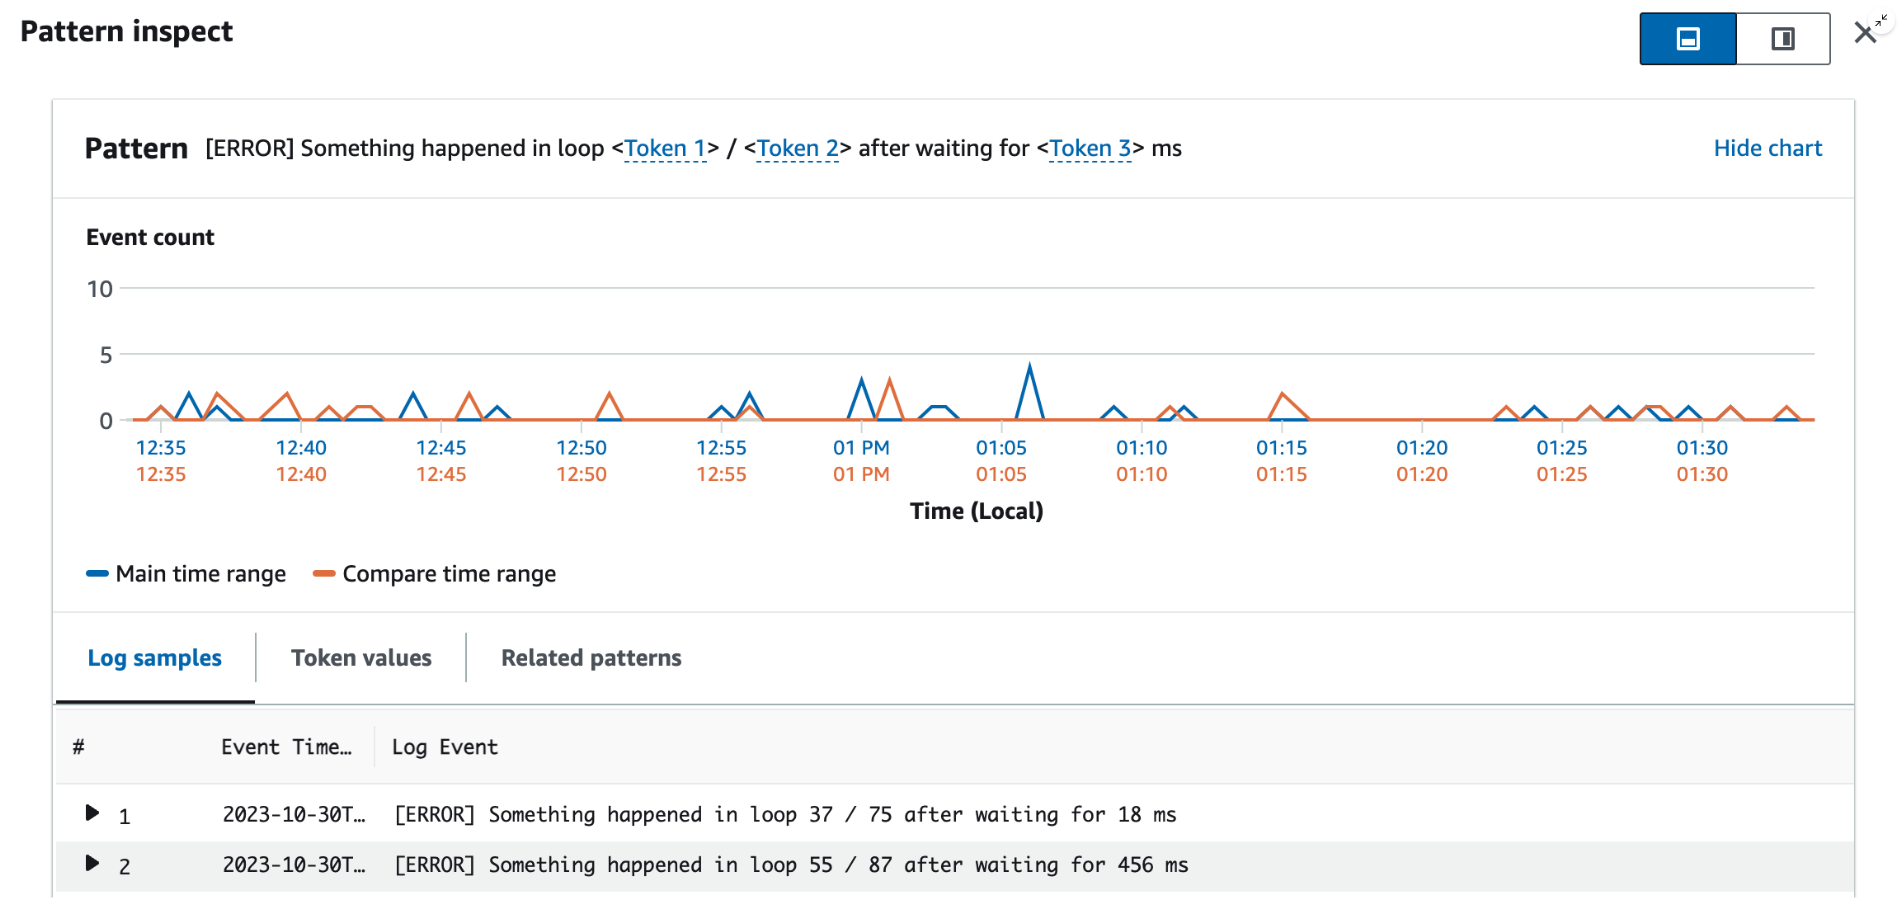 Pattern inspect
Pattern [ERROR] Something happened in loop <Token 1> / <Token 2> after waiting for <Token 3> ms Hide chart
Event count
10
5
0
12:35 12:40 12:45 12:50 12:55 01 PM 01:05 01:10 01:15 01:20 01:25 01:30
12:35 12:40 12:45 12:50 12:55 01 PM 01:05 01:10 01:15 01:20 01:25 01:30
Time (Local)
Main time range Compare time range
Log samples Token values Related patterns
# Event Time… Log Event
1 2023-10-30T… [ERROR] Something happened in loop 37 / 75 after waiting for 18 ms
2 2023-10-30T… [ERROR] Something happened in loop 55 / 87 after waiting for 456 ms